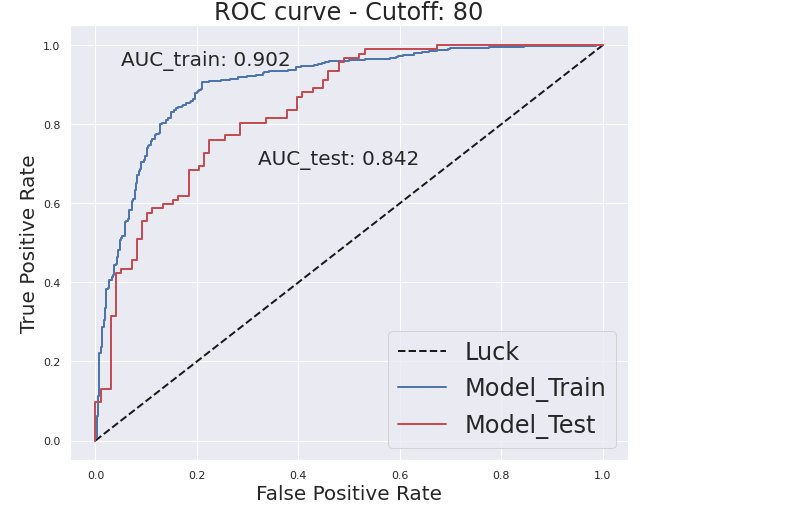 ROC curve - Cutoff: 80
AUC_train: 0.902
AUC_test: 0.842
True Positive Rate
1.0
0.8
0.6
0.4
0.2
0.0
Luck
Model_Train
Model_Test
0.0 0.2 0.4 0.6 0.8 1.0
False Positive Rate